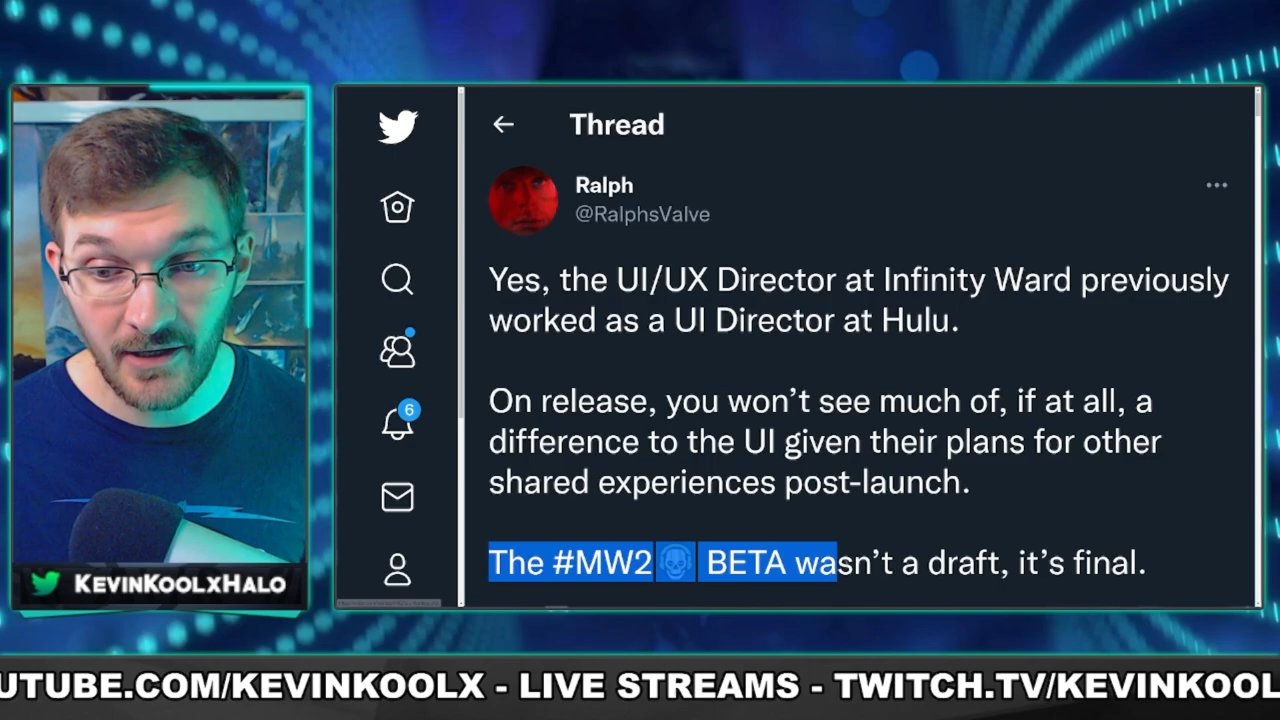 Thread
Ralph
@RalphsValve
Yes, the UI/UX Director at Infinity Ward previously
worked as a UI Director at Hulu.
On release, you won’t see much of, if at all, a
difference to the UI given their plans for other
shared experiences post-launch.
The #MW2 BETA wasn’t a draft, it’s final.
6
KEVINKOOLXHALO
UTUBE.COM/KEVINKOOLX - LIVE STREAMS - TWITCH.TV/KEVINKOOL